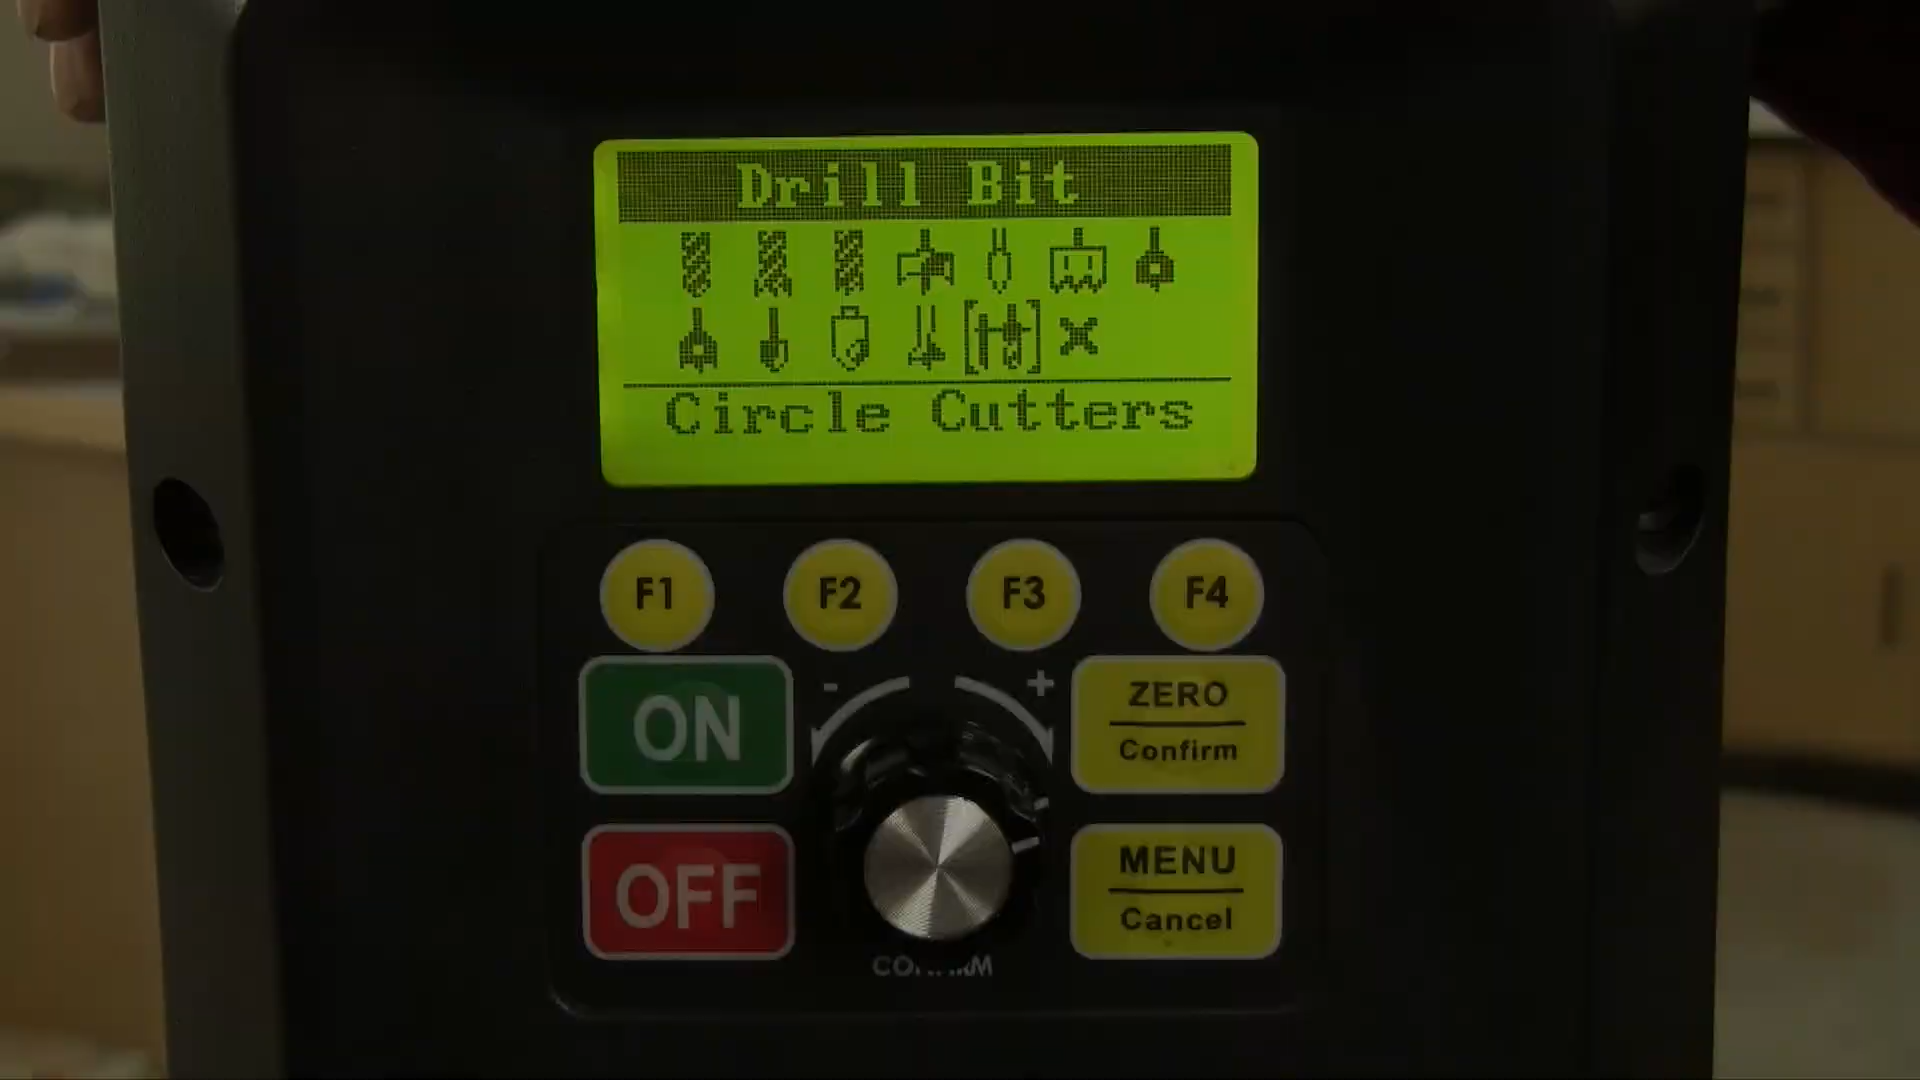 Drill Bit
Circle Cutters
F1 F2 F3 F4
ON
- +
ZERO
Confirm
OFF
MENU
Cancel